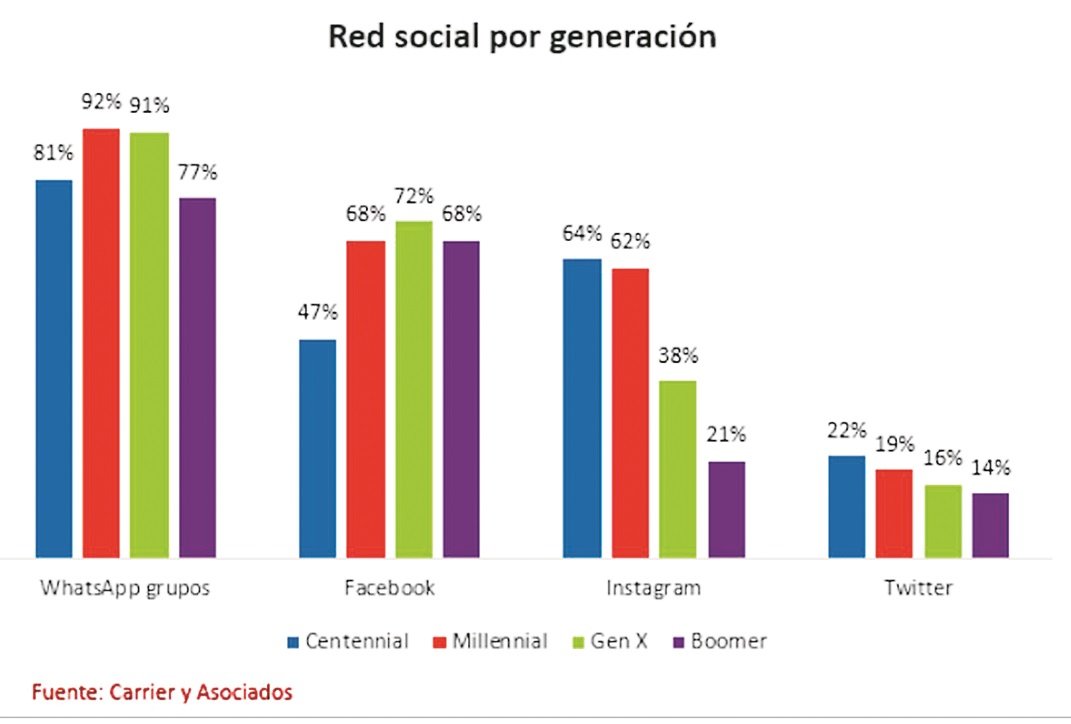 Red social por generación
92% 91%
81%
77%
72%
68% 68%
47%
64% 62%
38%
21%
22% 19% 16% 14%
WhatsApp grupos Facebook Instagram Twitter
Centennial Millennial Gen X Boomer
Fuente: Carrier y Asociados